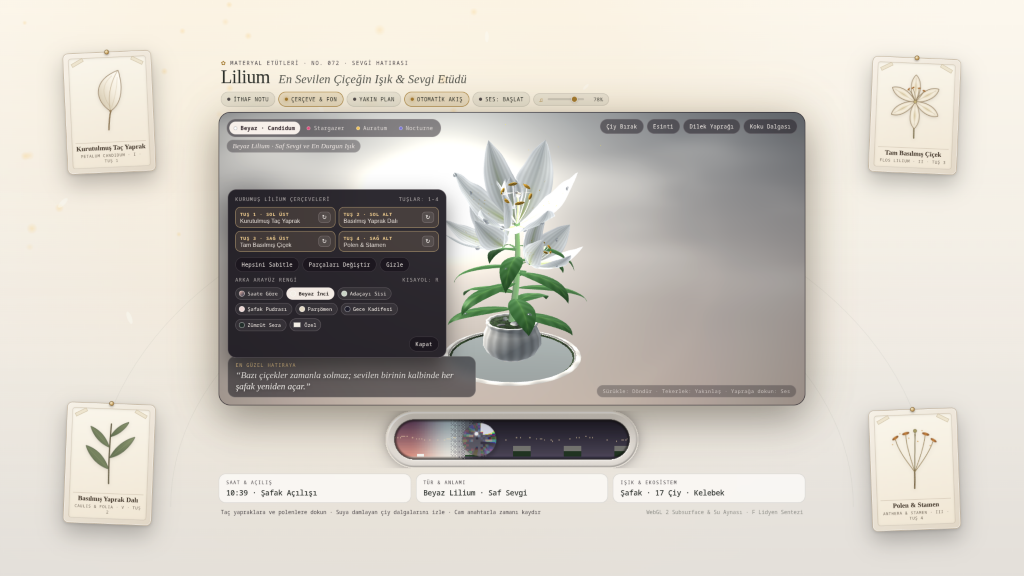 ✿ MATERYAL ETÜTLERİ · NO. 072 · SEVGİ HATIRASI
Lilium En Sevilen Çiçeğin Işık & Sevgi Etüdü
İTHAF NOTU
ÇERÇEVE & FON
YAKIN PLAN
OTOMATİK AKIŞ
SES: BAŞLAT
70%
Beyaz · Candidum
Stargazer
Auratum
Nocturne
Çiy Bırak
Esinti
Dilek Yaprağı
Koku Dalgası
Beyaz Lilium · Saf Sevgi ve En Durgun Işık
KURUMUŞ LİLİUM ÇERÇEVELERİ
TUŞLAR: 1-4
TUŞ 1 · SOL ÜST
Kurutulmuş Taç Yaprak
TUŞ 2 · SOL ALT
Basılmış Yaprak Dalı
TUŞ 3 · SAĞ ÜST
Tam Basılmış Çiçek
TUŞ 4 · SAĞ ALT
Polen & Stamen
Hepsini Sabitle
Parçaları Değiştir
Gizle
ARKA ARAYÜZ RENGİ
Saate Göre
Beyaz İnci
Adaçayı Sisi
Şafak Pudrası
Parşömen
Gece Kadifesi
Zümrüt Sera
Özel
Kapat
EN GÜZEL HATIRAYA
“Bazı çiçekler zamanla solmaz; sevilen birinin kalbinde her
şafak yeniden açar.”
Sürükle: Döndür · Tekerlek: Yakınlaş · Yaprağa dokun: Ses
SAAT & AÇILIŞ
10:39 · Şafak Açılışı
TÜR & ANLAMI
Beyaz Lilium · Saf Sevgi
IŞIK & EKOSİSTEM
Şafak · 17 Çiy · Kelebek
Taç yapraklara ve polenlere dokun · Suya damlayan çiy dalgalarını izle · Cam anahtarla zamanı kaydır
WebGL 2 Subsurface & Su Aynası · F Lidyen Sentezi
Kurutulmuş Taç Yaprak
PETALUM CANDIDUM · I ·
TUŞ 1
Tam Basılmış Çiçek
Basılmış Yaprak Dalı
Polen & Stamen
TUŞ 4